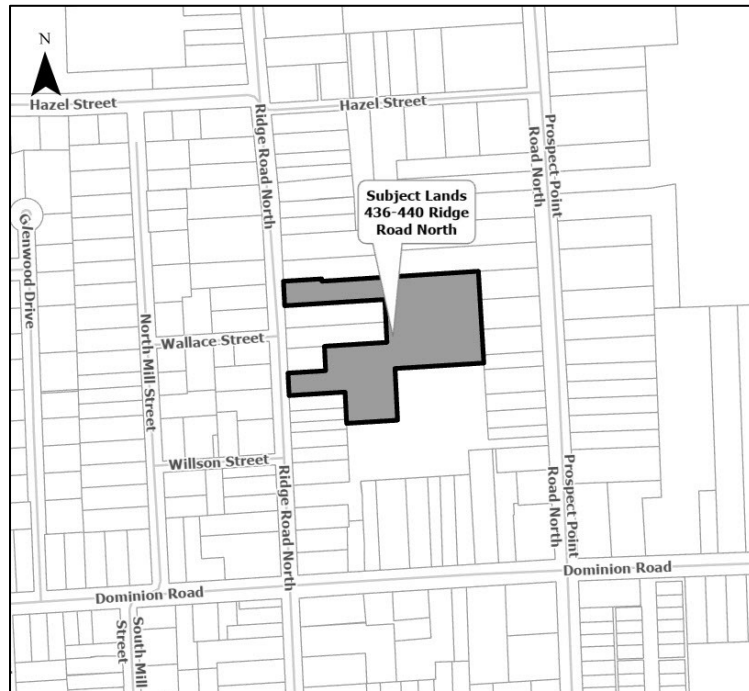 N
Hazel Street
Hazel Street
Ridge Road North
Prospect Point
Road North
Subject Lands
436-440 Ridge
Road North
Glenwood Drive
North Mill Street
Wallace Street
Willson Street
Ridge Road North
Prospect Point
Road North
Dominion Road
Dominion Road
South Mill
Street